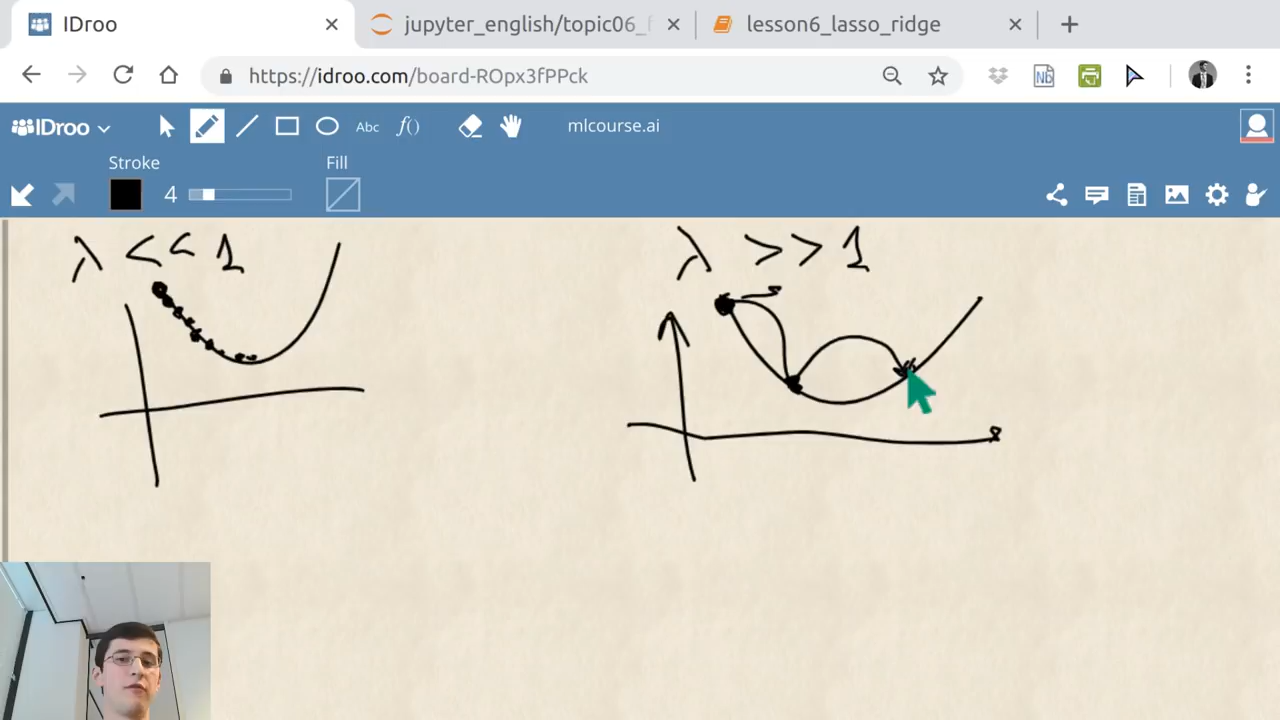 IDroo
jupyter_english/topic06_f
lesson6_lasso_ridge
https://idroo.com/board-ROpx3fPPck
IDroo
Abc
f()
mlcourse.ai
Stroke
Fill
4
λ << 1
λ >> 1